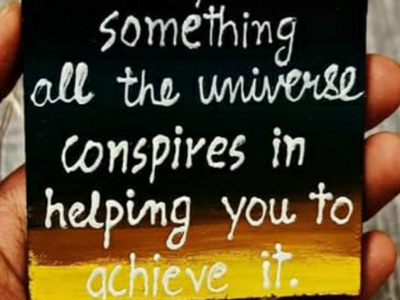 something
all the universe
conspires in
helping you to
achieve it.